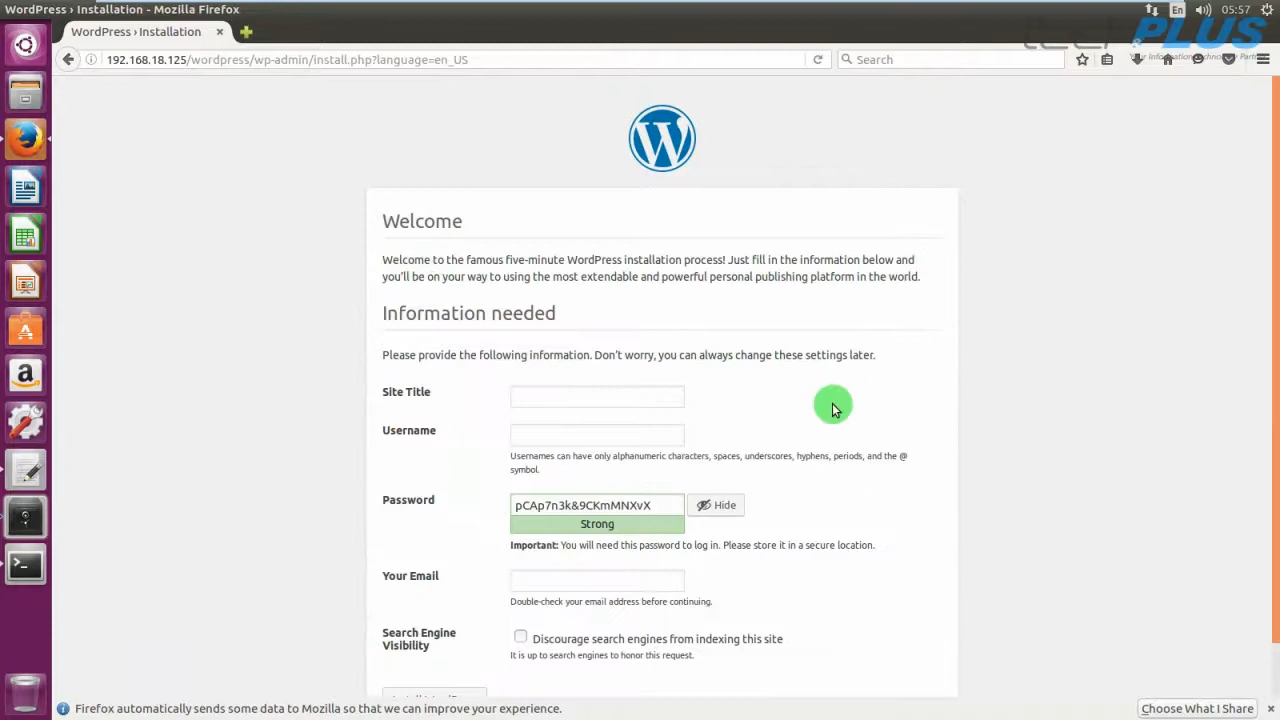 WordPress › Installation - Mozilla Firefox
En
05:57
WordPress › Installation
PLUS
192.168.18.125/wordpress/wp-admin/install.php?language=en_US
Search
Welcome
Welcome to the famous five-minute WordPress installation process! Just fill in the information below and
you'll be on your way to using the most extendable and powerful personal publishing platform in the world.
Information needed
Please provide the following information. Don't worry, you can always change these settings later.
Site Title
Username
Usernames can have only alphanumeric characters, spaces, underscores, hyphens, periods, and the @
symbol.
Password
pCAp7n3k&9CKmMNXvX
Hide
Strong
Important: You will need this password to log in. Please store it in a secure location.
Your Email
Double-check your email address before continuing.
Search Engine
Visibility
Discourage search engines from indexing this site
It is up to search engines to honor this request.
Firefox automatically sends some data to Mozilla so that we can improve your experience.
Choose What I Share